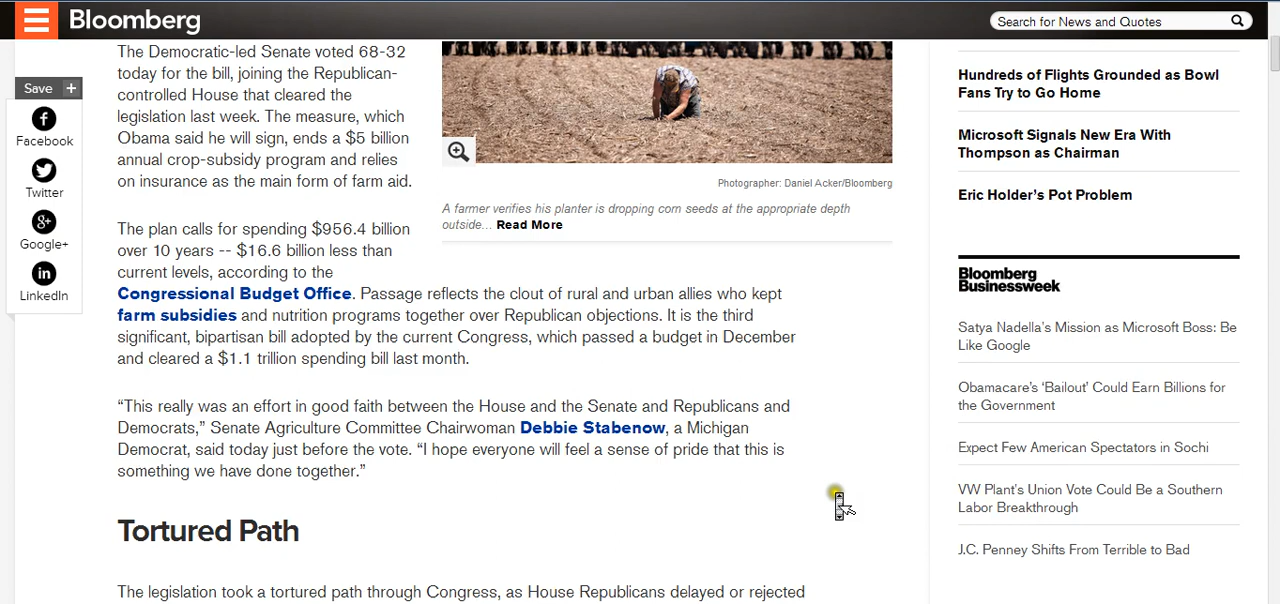 Bloomberg
Search for News and Quotes
Save +
Facebook
Twitter
Google+
LinkedIn
The Democratic-led Senate voted 68-32
today for the bill, joining the Republican-
controlled House that cleared the
legislation last week. The measure, which
Obama said he will sign, ends a $5 billion
annual crop-subsidy program and relies
on insurance as the main form of farm aid.
Photographer: Daniel Acker/Bloomberg
A farmer verifies his planter is dropping corn seeds at the appropriate depth
outside... Read More
The plan calls for spending $956.4 billion
over 10 years -- $16.6 billion less than
current levels, according to the
Congressional Budget Office. Passage reflects the clout of rural and urban allies who kept
farm subsidies and nutrition programs together over Republican objections. It is the third
significant, bipartisan bill adopted by the current Congress, which passed a budget in December
and cleared a $1.1 trillion spending bill last month.
“This really was an effort in good faith between the House and the Senate and Republicans and
Democrats,” Senate Agriculture Committee Chairwoman Debbie Stabenow, a Michigan
Democrat, said today just before the vote. “I hope everyone will feel a sense of pride that this is
something we have done together.”
Tortured Path
The legislation took a tortured path through Congress, as House Republicans delayed or rejected
Hundreds of Flights Grounded as Bowl
Fans Try to Go Home
Microsoft Signals New Era With
Thompson as Chairman
Eric Holder’s Pot Problem
Bloomberg
Businessweek
Satya Nadella’s Mission as Microsoft Boss: Be
Like Google
Obamacare’s ‘Bailout’ Could Earn Billions for
the Government
Expect Few American Spectators in Sochi
VW Plant’s Union Vote Could Be a Southern
Labor Breakthrough
J.C. Penney Shifts From Terrible to Bad